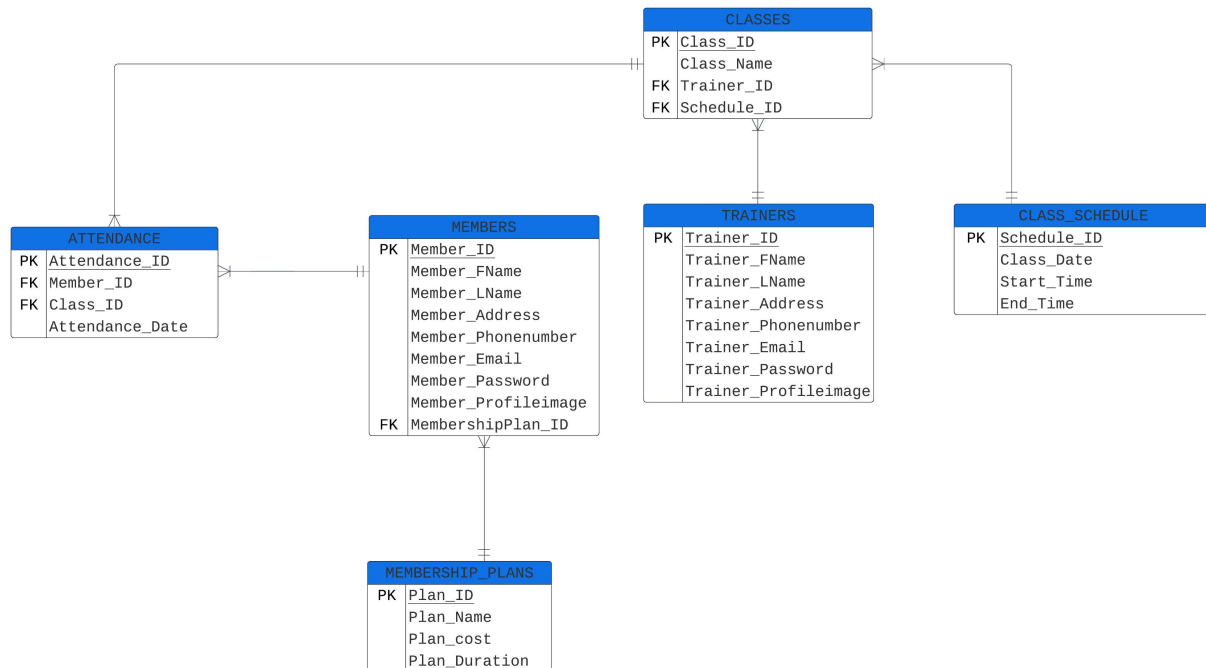 CLASSES
PK Class_ID
Class_Name
FK Trainer_ID
FK Schedule_ID
ATTENDANCE
PK Attendance_ID
FK Member_ID
FK Class_ID
Attendance_Date
MEMBERS
PK Member_ID
Member_FName
Member_LName
Member_Address
Member_Phonenumber
Member_Email
Member_Password
Member_Profileimage
FK MembershipPlan_ID
TRAINERS
PK Trainer_ID
Trainer_FName
Trainer_LName
Trainer_Address
Trainer_Phonenumber
Trainer_Email
Trainer_Password
Trainer_Profileimage
CLASS_SCHEDULE
PK Schedule_ID
Class_Date
Start_Time
End_Time
MEMBERSHIP_PLANS
PK Plan_ID
Plan_Name
Plan_cost
Plan_Duration